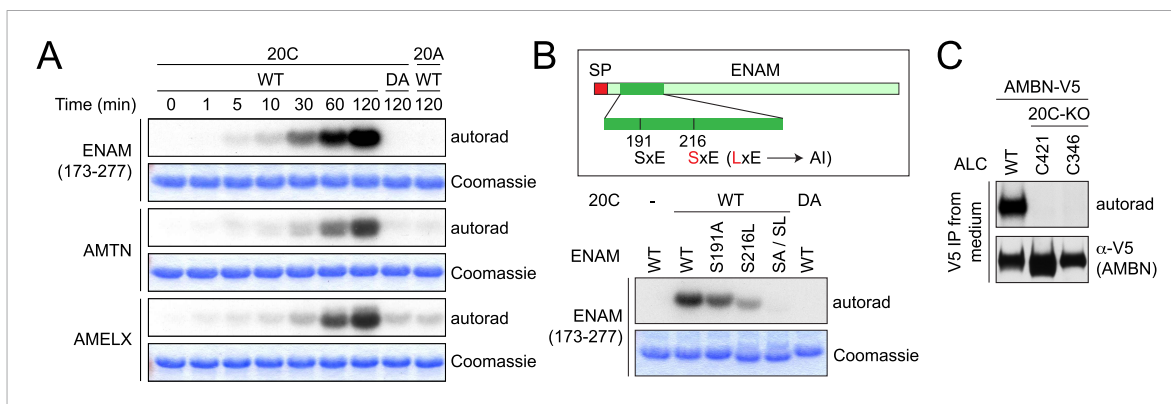 A
20C
20A
WT
DA
WT
Time (min)
0 1 5 10 30 60 120 120 120
ENAM
(173-277)
autorad
Coomassie
AMTN
autorad
Coomassie
AMELX
autorad
Coomassie
B
SP
ENAM
191
216
SxE
SxE (LxE → AI)
20C
-
WT
DA
ENAM
WT
WT
S191A
S216L
SA / SL
WT
ENAM
(173-277)
autorad
Coomassie
C
AMBN-V5
20C-KO
ALC
WT
C421
C346
V5 IP from
medium
autorad
α-V5
(AMBN)